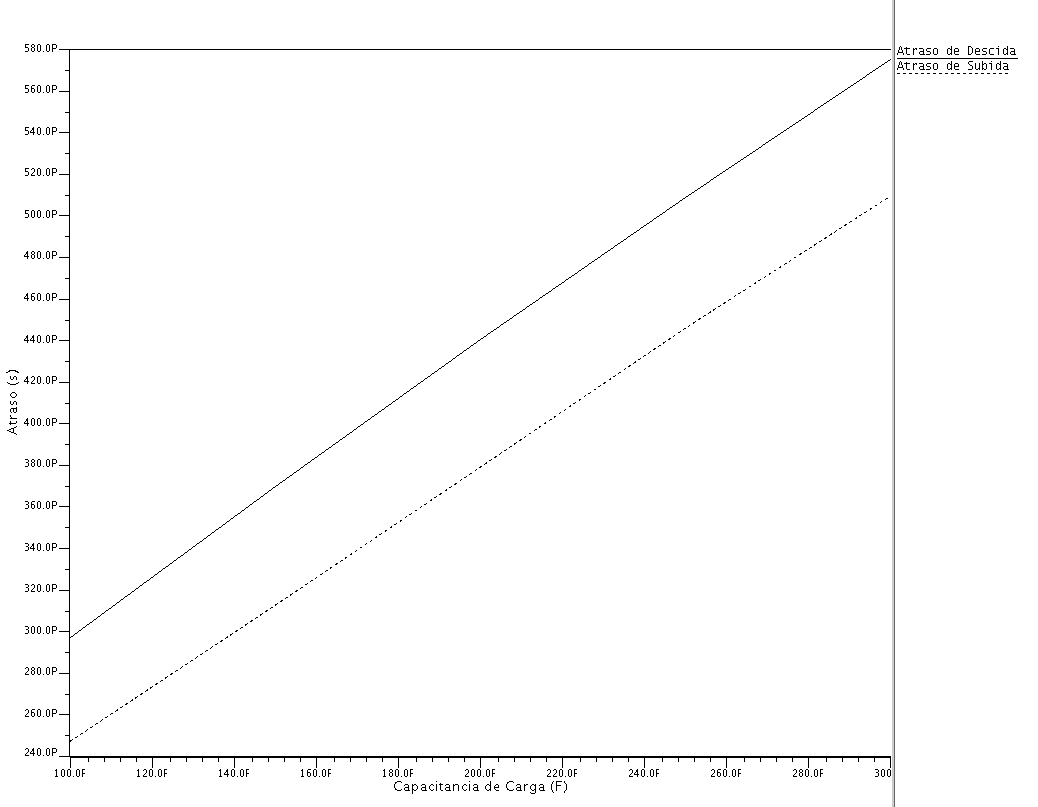 580.0P
560.0P
540.0P
520.0P
500.0P
480.0P
460.0P
440.0P
420.0P
400.0P
380.0P
360.0P
340.0P
320.0P
300.0P
280.0P
260.0P
240.0P
Atraso (s)
100.0F 120.0F 140.0F 160.0F 180.0F 200.0F 220.0F 240.0F 260.0F 280.0F 300
Capacitancia de Carga (F)
Atraso de Descida
Atraso de Subida